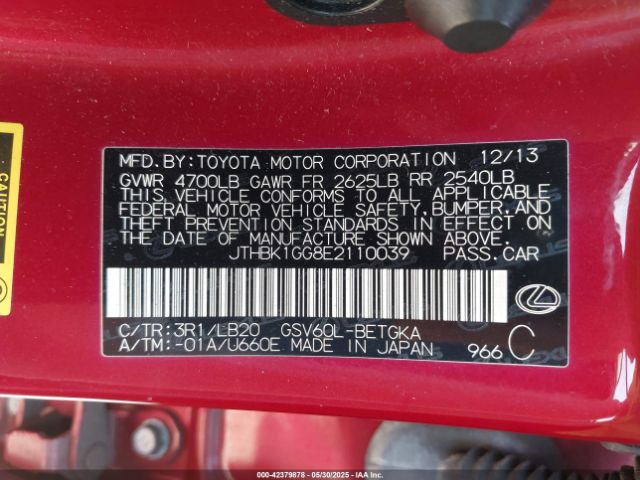 MFD.BY:TOYOTA MOTOR CORPORATION 12/13
GVWR 4700LB GAWR FR 2625LB RR 2540LB
THIS VEHICLE CONFORMS TO ALL APPLICABLE
FEDERAL MOTOR VEHICLE SAFETY,BUMPER,AND
THEFT PREVENTION STANDARDS IN EFFECT ON
THE DATE OF MANUFACTURE SHOWN ABOVE.
JTHBK1GG8E2110039 PASS.CAR
C/TR:3R1/LB20 GSV60L-BETGKA
A/TM:-01A/U660E MADE IN JAPAN 966 C
CAUTION
000-42379878 - 05/30/2025 - IAAI.COM